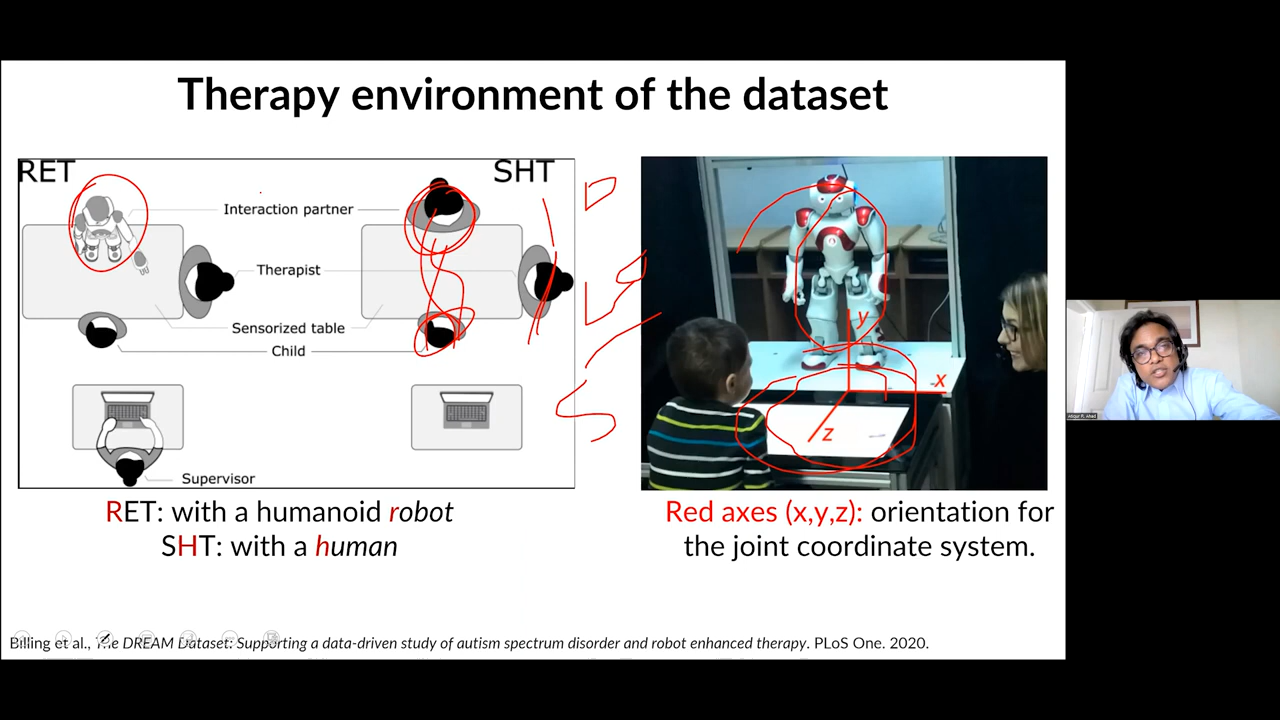 Therapy environment of the dataset
RET
SHT
Interaction partner
Therapist
Sensorized table
Child
Supervisor
y
x
z
RET: with a humanoid robot
SHT: with a human
Red axes (x,y,z): orientation for
the joint coordinate system.
Billing et al., The DREAM Dataset: Supporting a data-driven study of autism spectrum disorder and robot enhanced therapy. PLoS One. 2020.
Atiqur R. Ahad